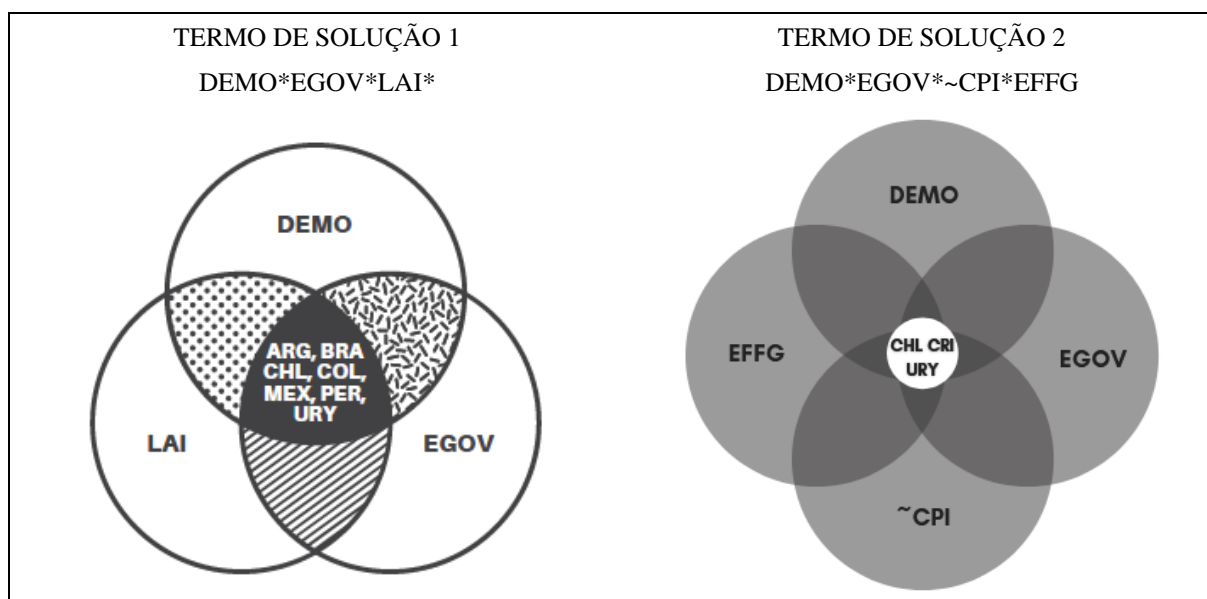 TERMO DE SOLUÇÃO 1
DEMO*EGOV*LAI*
DEMO
ARG, BRA
CHL, COL,
MEX, PER,
URY
LAI
EGOV
TERMO DE SOLUÇÃO 2
DEMO*EGOV*~CPI*EFFG
DEMO
EFFG
CHL CRI
URY
EGOV
~CPI